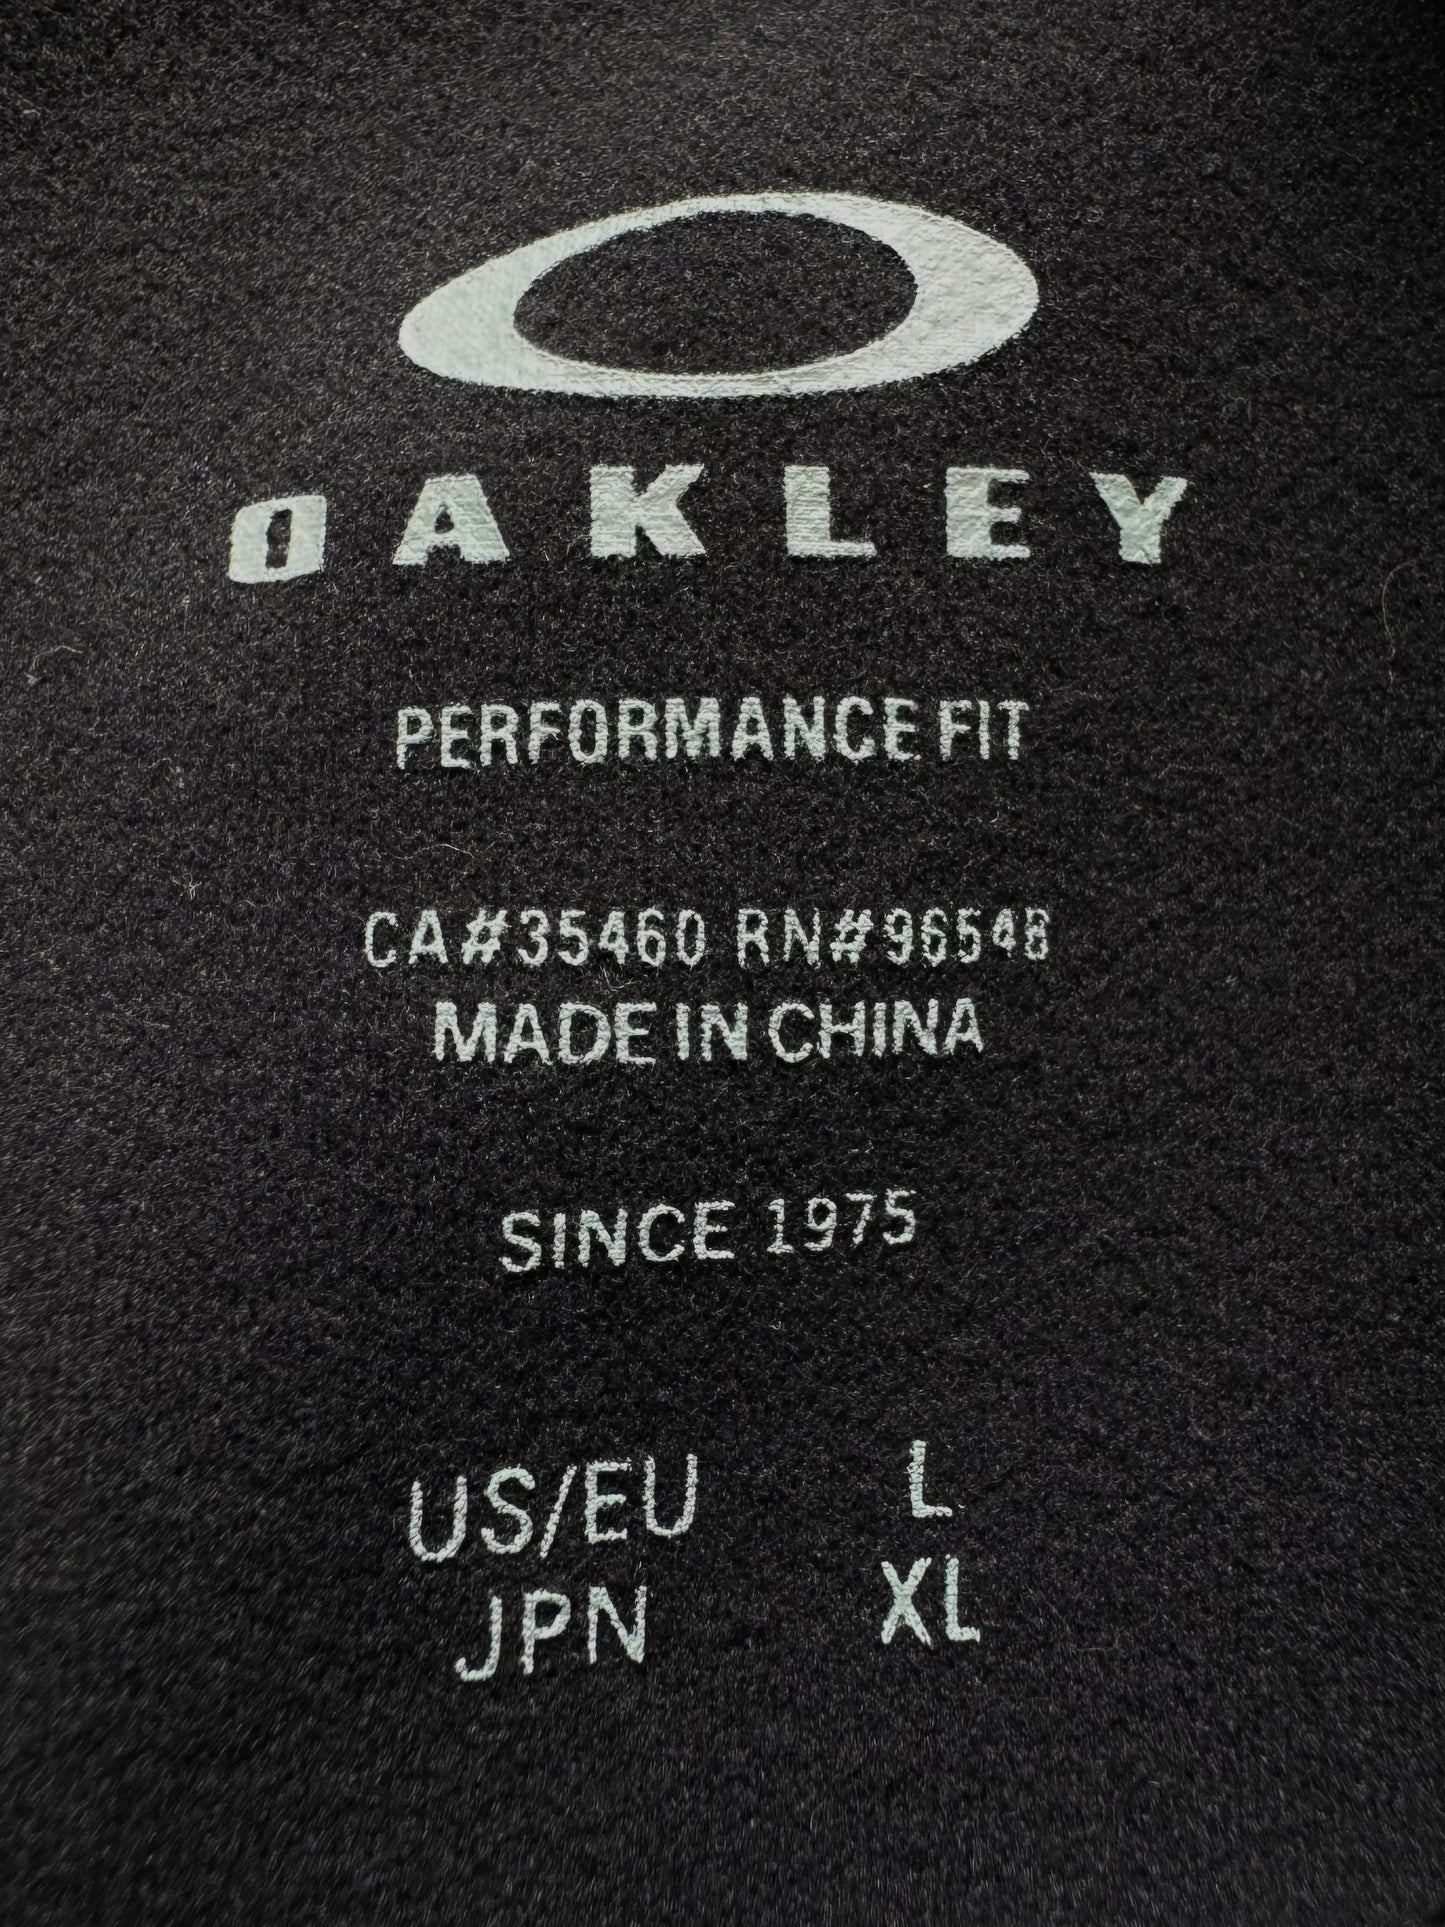 OAKLEY
PERFORMANCE FIT
CA#35460 RN#96548
MADE IN CHINA
SINCE 1975
US/EU L
JPN XL